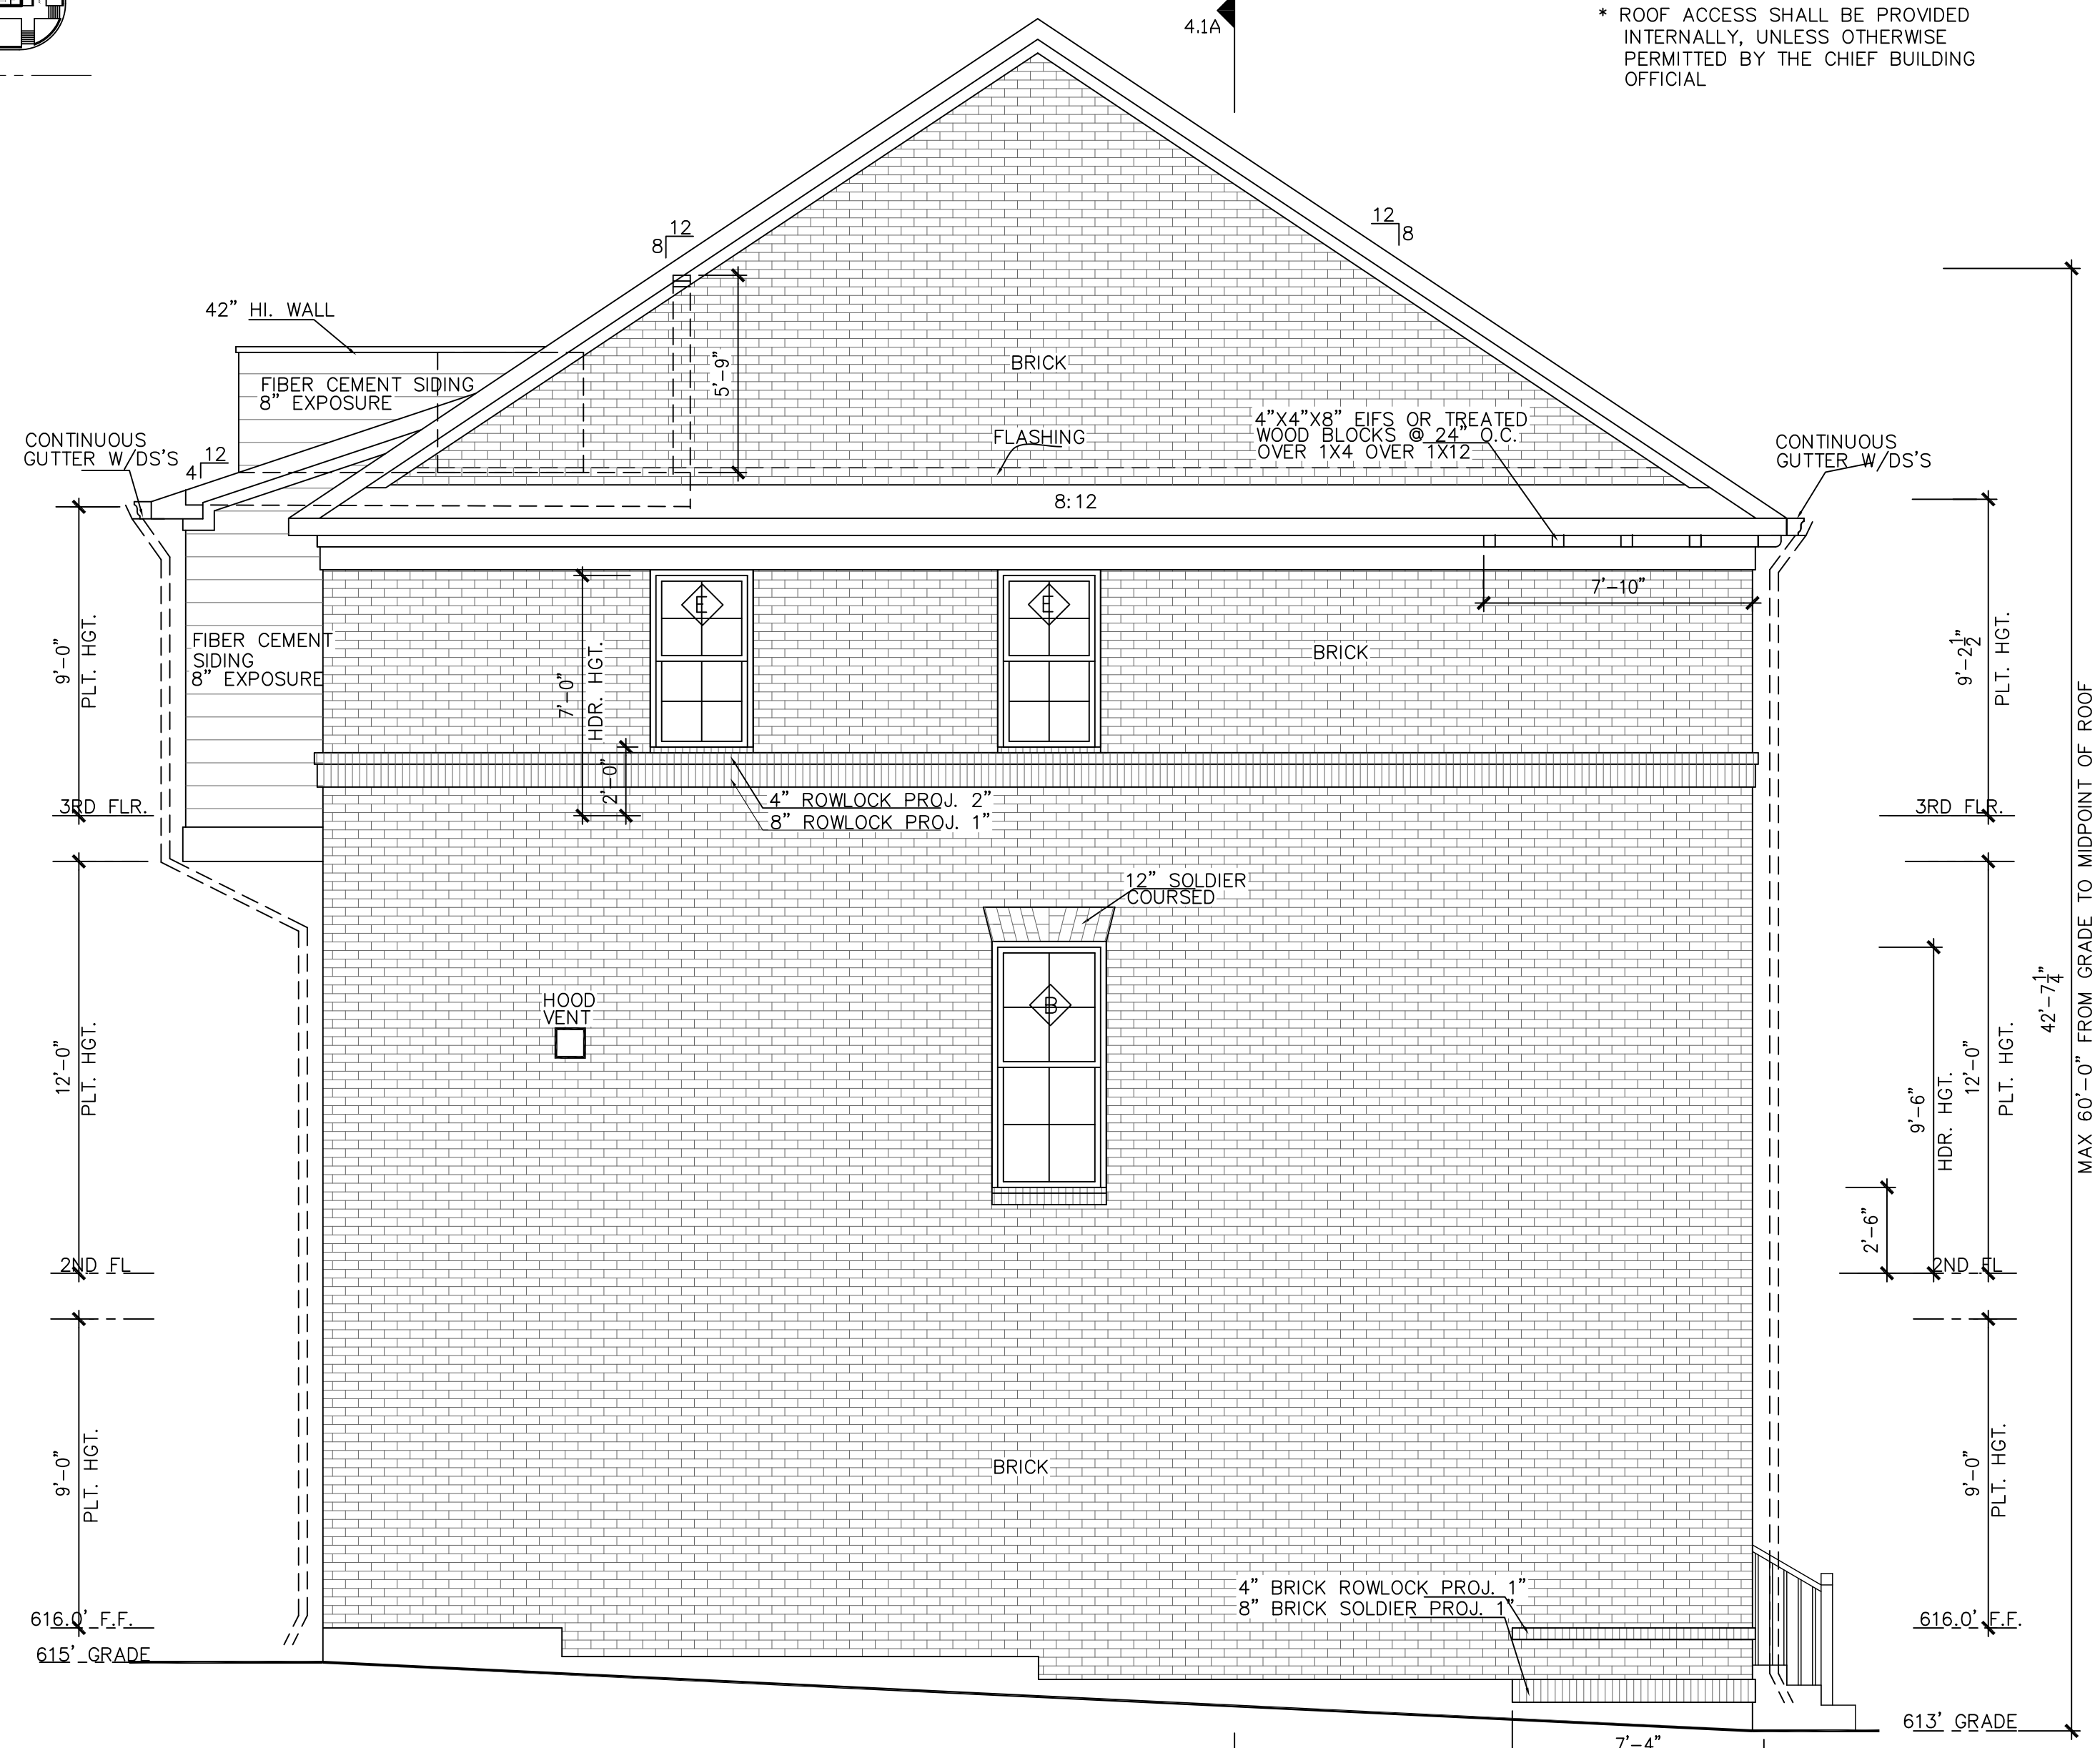 4.1A
* ROOF ACCESS SHALL BE PROVIDED
INTERNALLY, UNLESS OTHERWISE
PERMITTED BY THE CHIEF BUILDING
OFFICIAL
12
8
12
8
42" HI. WALL
FIBER CEMENT SIDING
8" EXPOSURE
5'-9"
BRICK
CONTINUOUS
GUTTER W/DS'S
12
4
FLASHING
4"X4"X8" EIFS OR TREATED
WOOD BLOCKS @ 24" O.C.
OVER 1X4 OVER 1X12
CONTINUOUS
GUTTER W/DS'S
8:12
7'-10"
E
E
9'-0"
PLT. HGT.
FIBER CEMENT
SIDING
8" EXPOSURE
7'-0"
HDR. HGT.
2'-0"
BRICK
9'-2 1/2"
PLT. HGT.
3RD FLR.
4" ROWLOCK PROJ. 2"
8" ROWLOCK PROJ. 1"
3RD FLR.
12" SOLDIER
COURSED
HOOD
VENT
B
12'-0"
PLT. HGT.
9'-6"
HDR. HGT.
12'-0"
PLT. HGT.
42'-7 1/4"
MAX 60'-0" FROM GRADE TO MIDPOINT OF ROOF
2'-6"
2ND FL
2ND FL
9'-0"
PLT. HGT.
BRICK
9'-0"
PLT. HGT.
4" BRICK ROWLOCK PROJ. 1"
8" BRICK SOLDIER PROJ. 1"
616.0' F.F.
616.0' F.F.
615' GRADE
613' GRADE
7'-4"